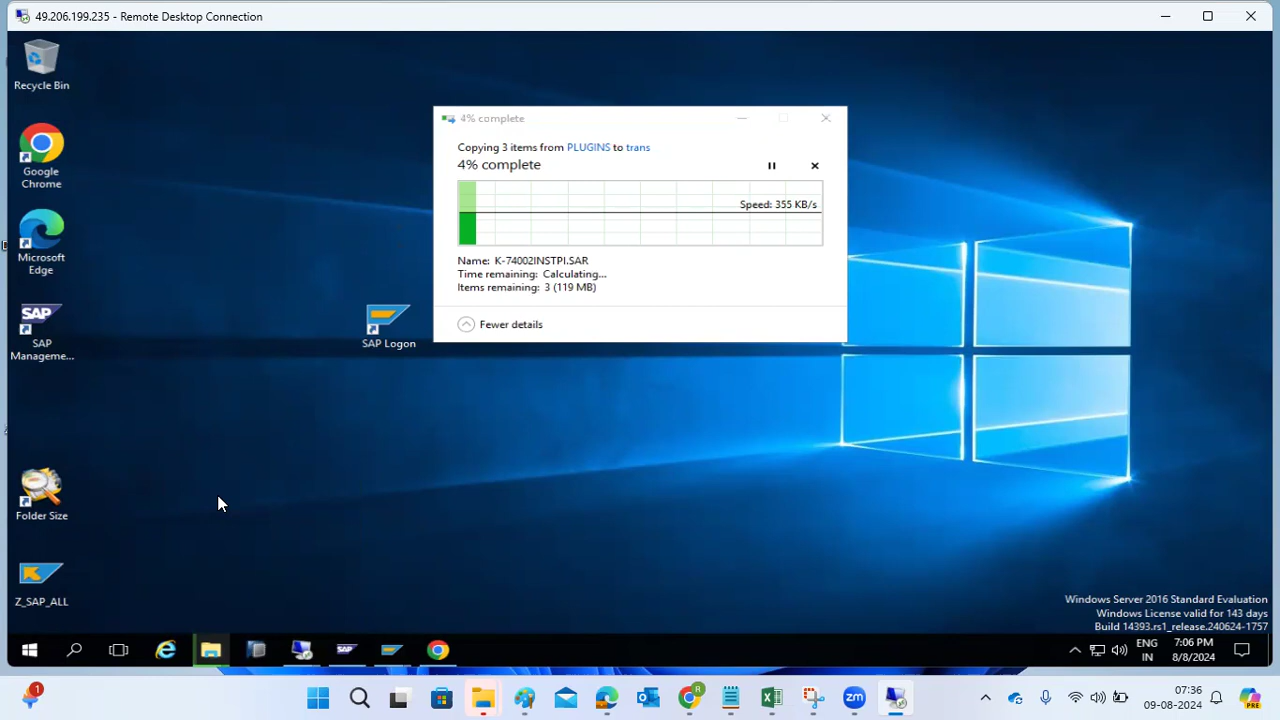 49.206.199.235 - Remote Desktop Connection
Recycle Bin
Google
Chrome
Microsoft
Edge
SAP
SAP
Manageme...
Folder Size
Z_SAP_ALL
SAP Logon
4% complete
Copying 3 items from PLUGINS to trans
4% complete
Speed: 355 KB/s
Name: K-74002INSTPI.SAR
Time remaining: Calculating...
Items remaining: 3 (119 MB)
Fewer details
Windows Server 2016 Standard Evaluation
Windows License valid for 143 days
Build 14393.rs1_release.240624-1757
SAP
ENG
IN
7:06 PM
8/8/2024
1
R
zm
PRE
07:36
09-08-2024